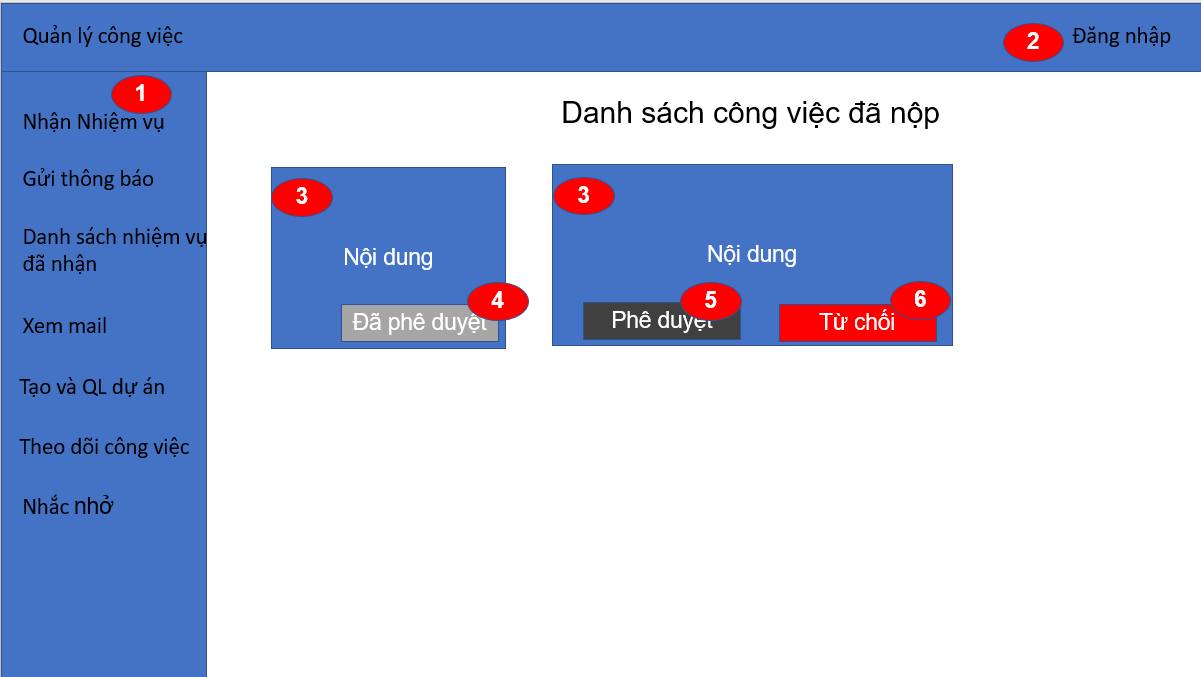 Quản lý công việc
2
Đăng nhập
1
Nhận Nhiệm vụ
Gửi thông báo
Danh sách nhiệm vụ
đã nhận
Xem mail
Tạo và QL dự án
Theo dõi công việc
Nhắc nhở
Danh sách công việc đã nộp
3
Nội dung
4
Đã phê duyệt
3
Nội dung
5
Phê duyệt
6
Từ chối